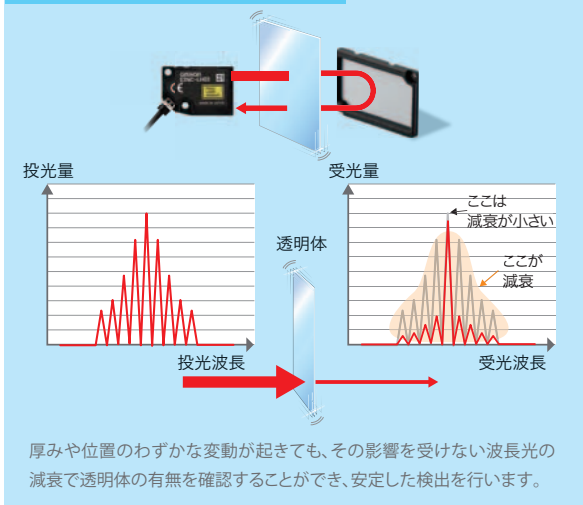 omron
E3NC-LH03
投光量
受光量
ここは
減衰が小さい
透明体
ここが
減衰
投光波長
受光波長
厚みや位置のわずかな変動が起きても、その影響を受けない波長光の
減衰で透明体の有無を確認することができ、安定した検出を行います。